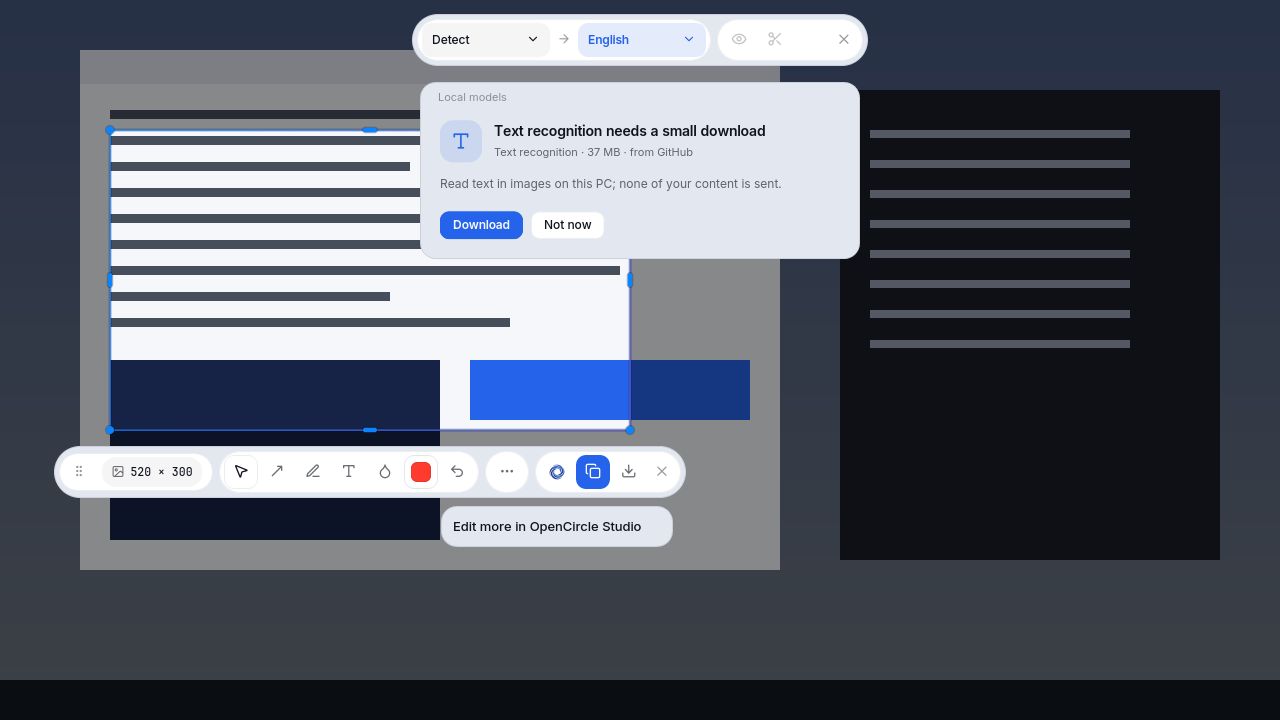 Detect
English
Local models
Text recognition needs a small download
Text recognition · 37 MB · from GitHub
Read text in images on this PC; none of your content is sent.
Download
Not now
520 × 300
Edit more in OpenCircle Studio